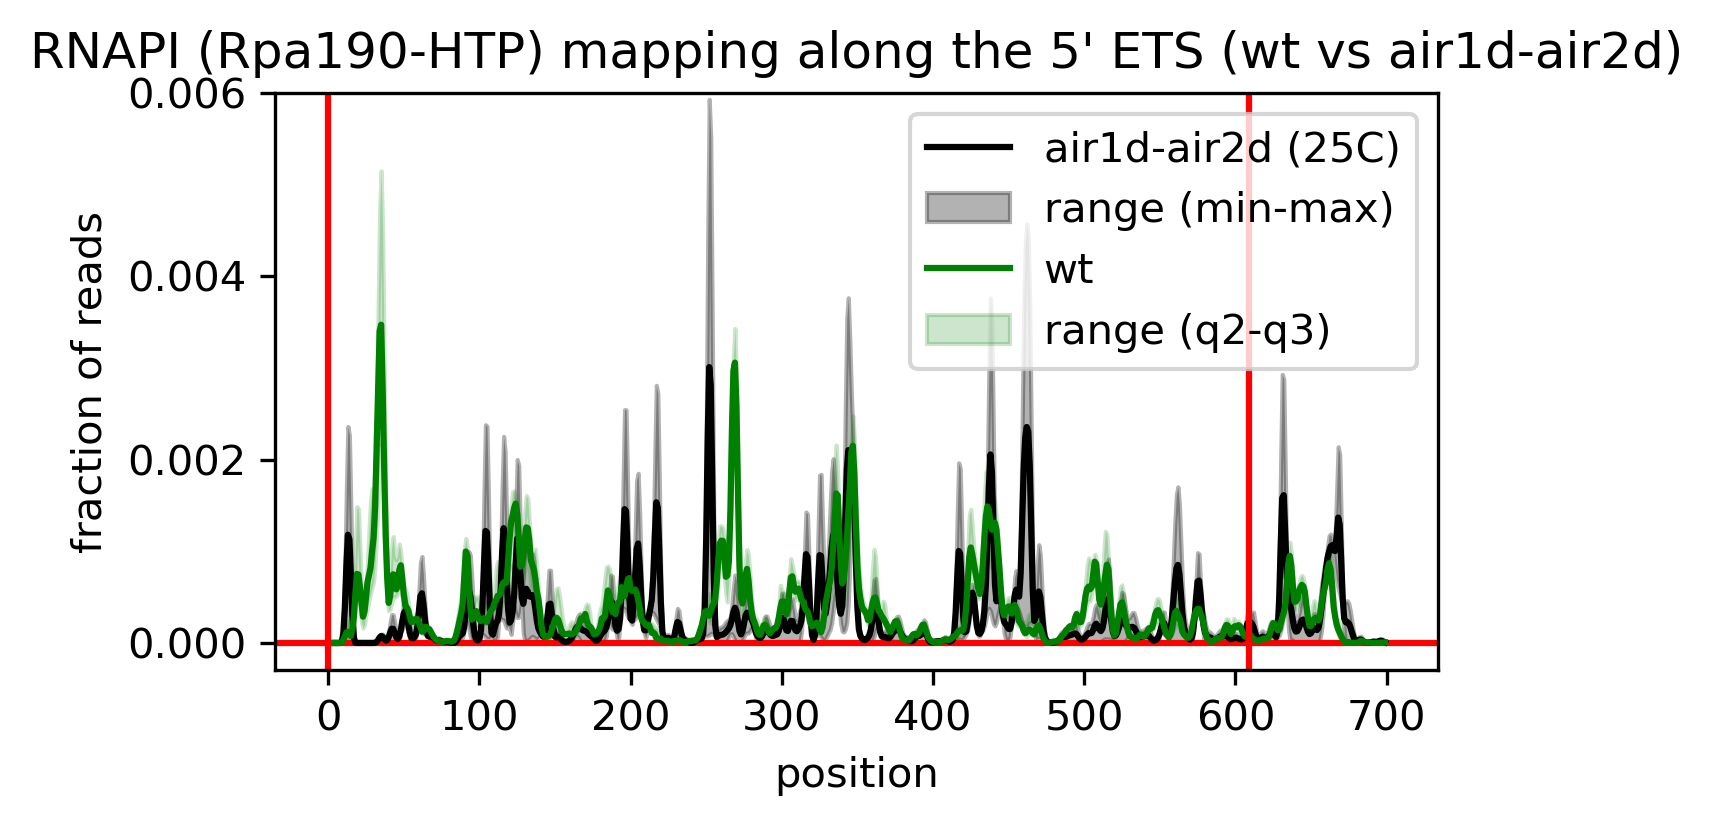 RNAPI (Rpa190-HTP) mapping along the 5' ETS (wt vs air1d-air2d)
0.006
0.004
0.002
0.000
fraction of reads
air1d-air2d (25C)
range (min-max)
wt
range (q2-q3)
0 100 200 300 400 500 600 700
position